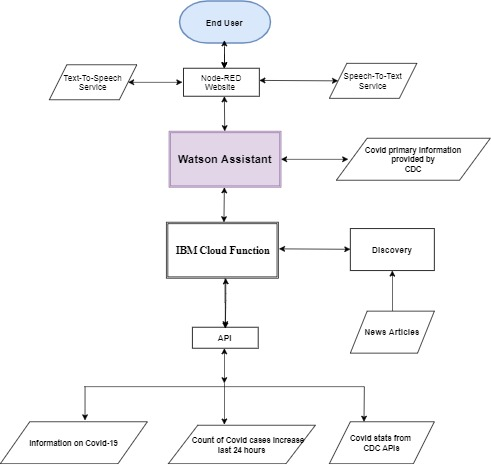 End User
Text-To-Speech
Service
Node-RED
Website
Speech-To-Text
Service
Watson Assistant
Covid primary information
provided by
CDC
IBM Cloud Function
Discovery
News Articles
API
Information on Covid-19
Count of Covid cases increase
last 24 hours
Covid stats from
CDC APIs